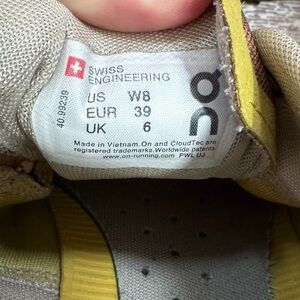 SWISS
ENGINEERING
US W8
EUR 39
UK 6
40.99239
Made in Vietnam.On and CloudTec are
registered trademarks.Worldwide patents.
www.on-running.com PWL UJ